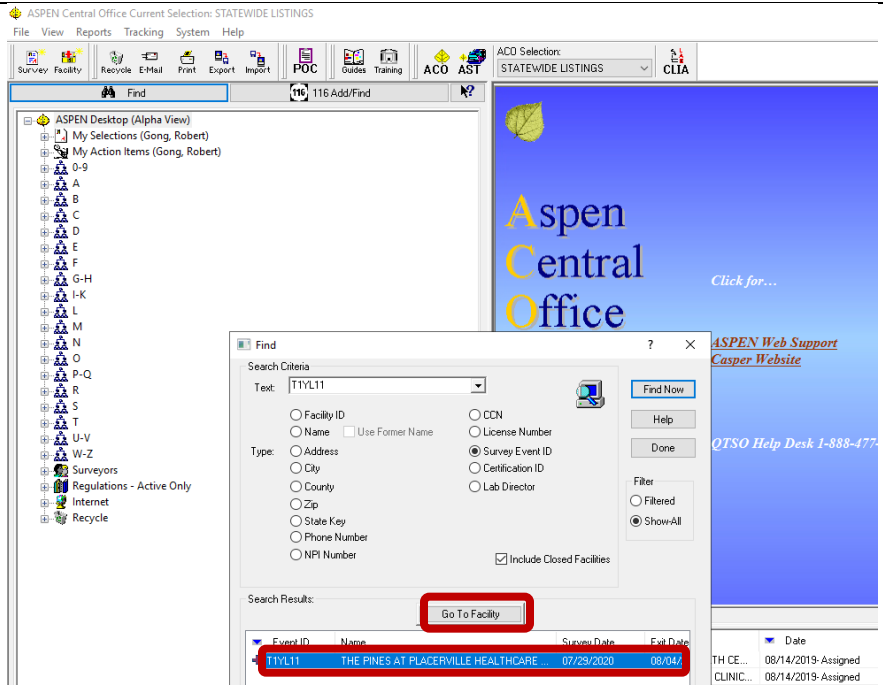 ASPEN Central Office Current Selection: STATEWIDE LISTINGS
File View Reports Tracking System Help
Survey Facility Recycle E-Mail Print Export Import POC Guides Training ACO AST
ACO Selection:
STATEWIDE LISTINGS
CLIA
Find
116 116 Add/Find
ASPEN Desktop (Alpha View)
My Selections (Gong, Robert)
My Action Items (Gong, Robert)
0-9
A
B
C
D
E
F
G-H
I-K
L
M
N
O
P-Q
R
S
T
U-V
W-Z
Surveyors
Regulations - Active Only
Internet
Recycle
Aspen
Central
Office
Click for...
ASPEN Web Support
Casper Website
QTSO Help Desk 1-888-477-
Find
Search Criteria
Text: T1YL11
Find Now
Help
Done
Type:
Facility ID
Name
Use Former Name
Address
City
County
Zip
State Key
Phone Number
NPI Number
CCN
License Number
Survey Event ID
Certification ID
Lab Director
Include Closed Facilities
Filter
Filtered
Show-All
Search Results:
Go To Facility
Event ID Name Survey Date Exit Date
T1YL11 THE PINES AT PLACERVILLE HEALTHCARE ... 07/29/2020 08/04/
Date
TH CE... 08/14/2019-Assigned
CLINIC... 08/14/2019-Assigned